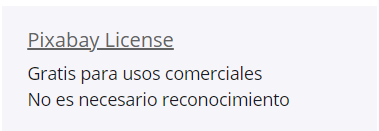 Pixabay License
Gratis para usos comerciales
No es necesario reconocimiento